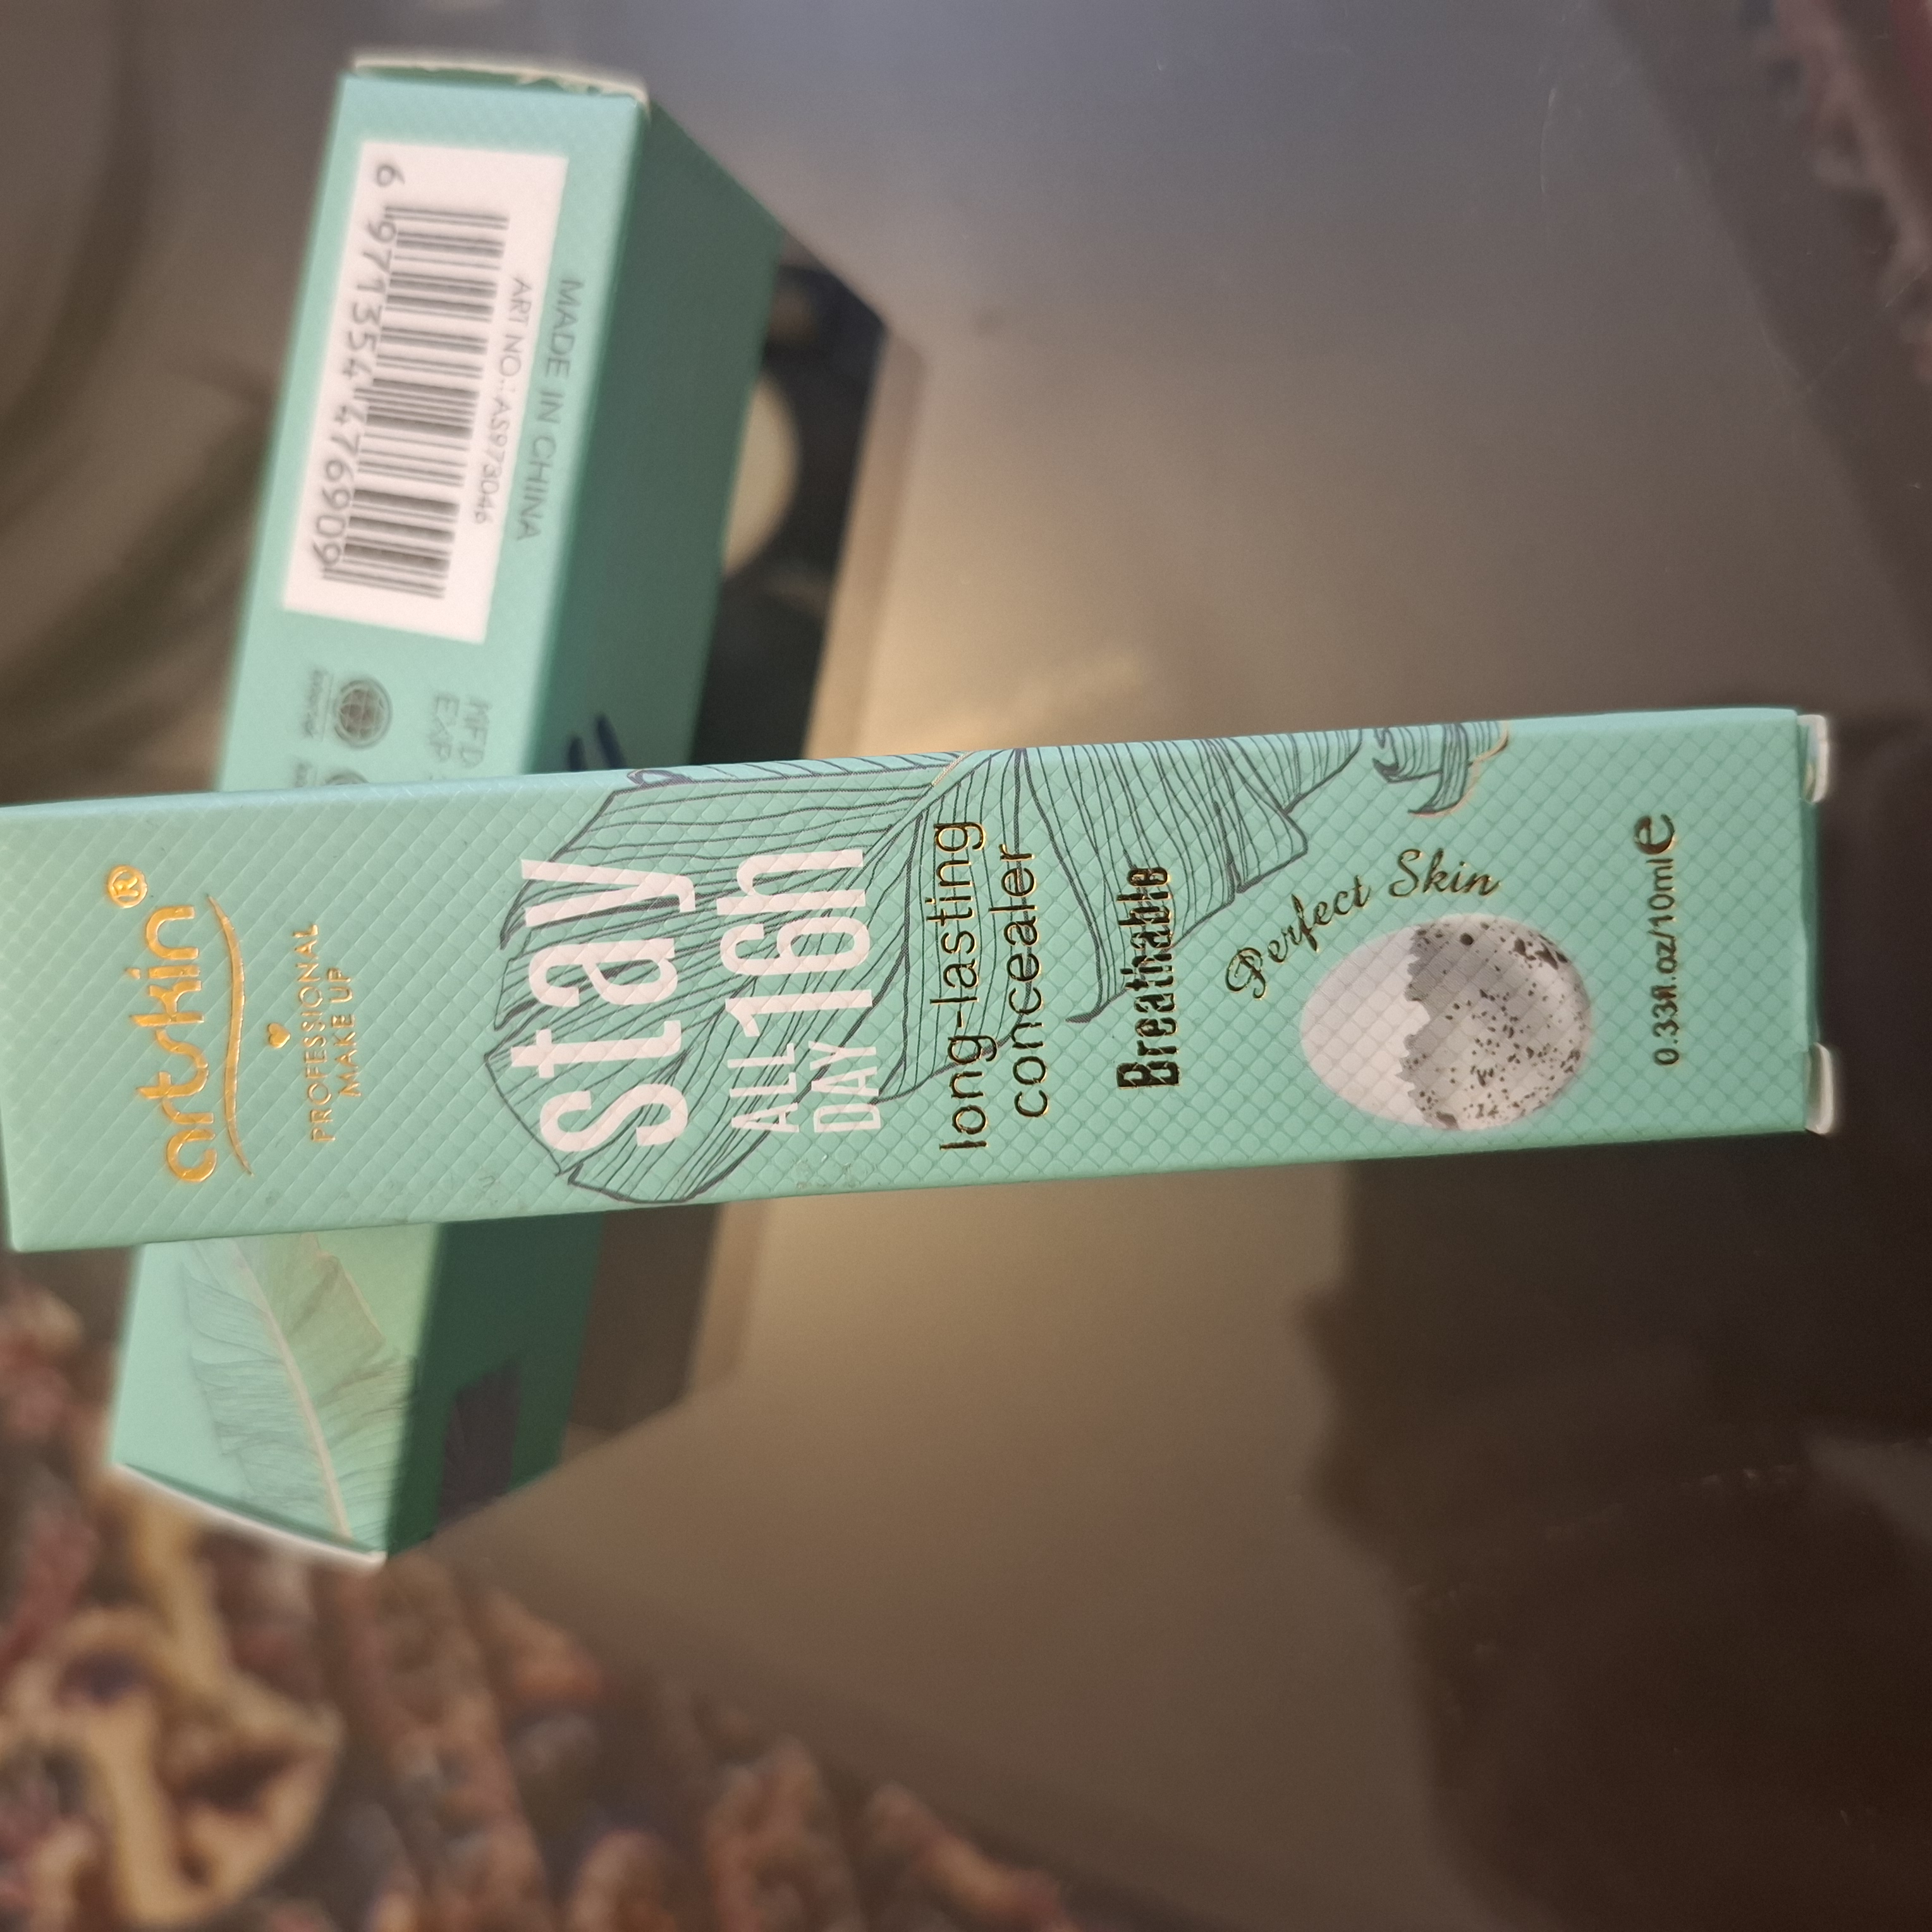 artskin®
PROFESSIONAL
MAKE UP
stay
ALL
DAY 16h
long-lasting
concealer
Breathable
Perfect Skin
0.33fl.oz/10ml℮
MADE IN CHINA
ART NO.: AS973046
6 971354 476909
MFD
EXP